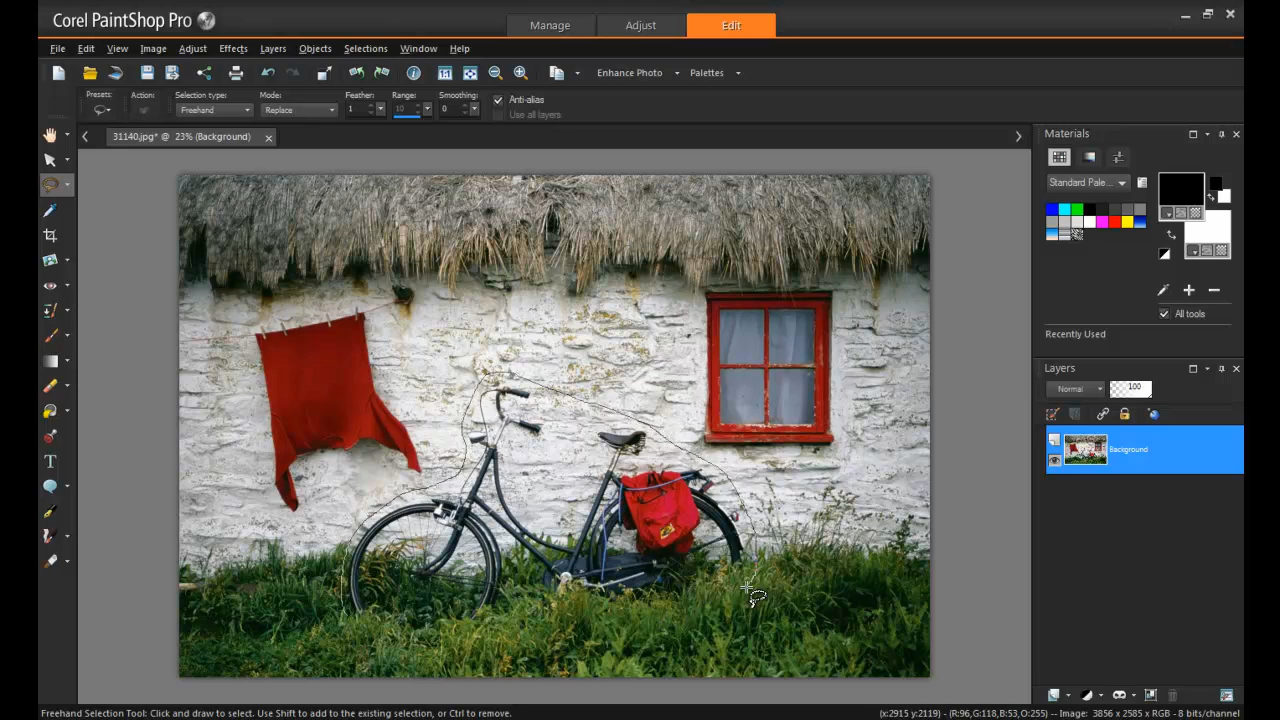 Corel PaintShop Pro
Manage
Adjust
Edit
File Edit View Image Adjust Effects Layers Objects Selections Window Help
Enhance Photo
Palettes
Presets:
Action:
Selection type:
Mode:
Feather:
Range:
Smoothing:
Anti-alias
Freehand
Replace
1
10
0
Use all layers
31140.jpg* @ 23% (Background)
Materials
Standard Pale...
All tools
Recently Used
Layers
Normal
100
Background
Freehand Selection Tool: Click and draw to select. Use Shift to add to the existing selection, or Ctrl to remove.
(x:2915 y:2119) -- (R:96,G:118,B:53,O:255) -- Image: 3856 x 2585 x RGB - 8 bits/channel